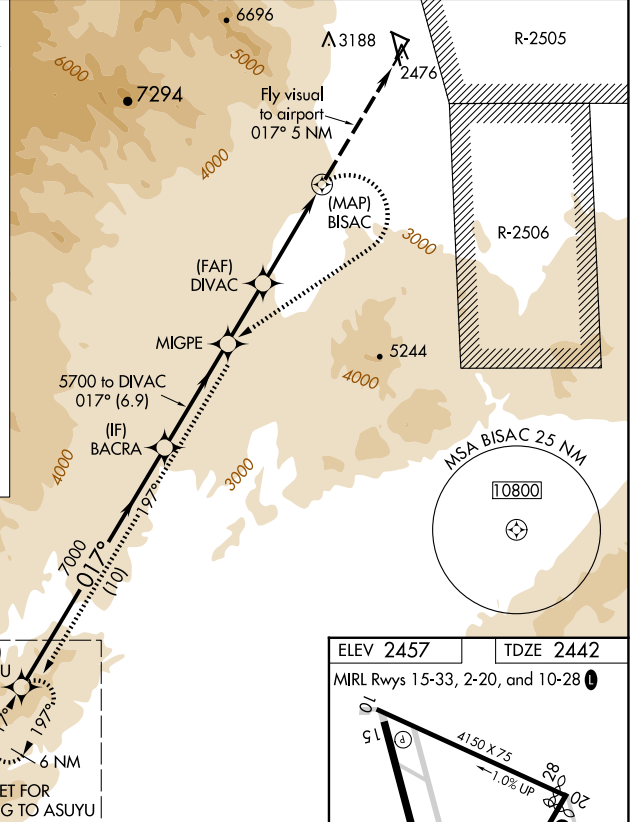 6696
3188
R-2505
6000
5000
2476
7294
Fly visual
to airport
017° 5 NM
4000
(MAP)
BISAC
3000
R-2506
(FAF)
DIVAC
MIGPE
5244
4000
5700 to DIVAC
017° (6.9)
(IF)
BACRA
4000
3000
197°
MSA BISAC 25 NM
10800
7000
017°
(10)
ELEV 2457
TDZE 2442
MIRL Rwys 15-33, 2-20, and 10-28 L
U
7°
197°
6 NM
ET FOR
G TO ASUYU
10
15
P
4150 X 75
1.0% UP
28
20